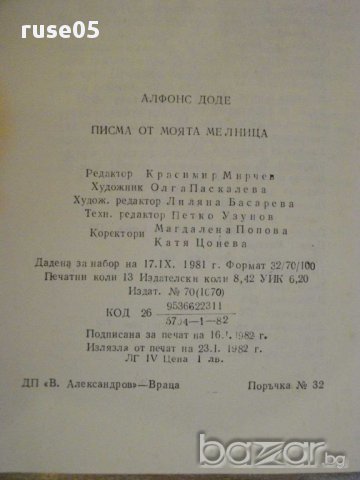 ruse05
АЛФОНС ДОДЕ
ПИСМА ОТ МОЯТА МЕЛНИЦА
Редактор Красимир Мирчев
Художник Олга Паскалева
Худож. редактор Лиляна Басарева
Техн. редактор Петко Узунов
Коректори Магдалена Попова
Катя Цонева
Дадена за набор на 17.IX. 1981 г. Формат 32/70/100
Печатни коли 13 Издателски коли 8,42 УИК 6,20
Издат. № 70(1670)
КОД 26 9536622311
5704—1—82
Подписана за печат на 16.I.1982 г.
Излязла от печат на 23.I. 1982 г.
ЛГ IV Цена 1 лв.
ДП «В. Александров»—Враца Поръчка № 32
bazar.bg